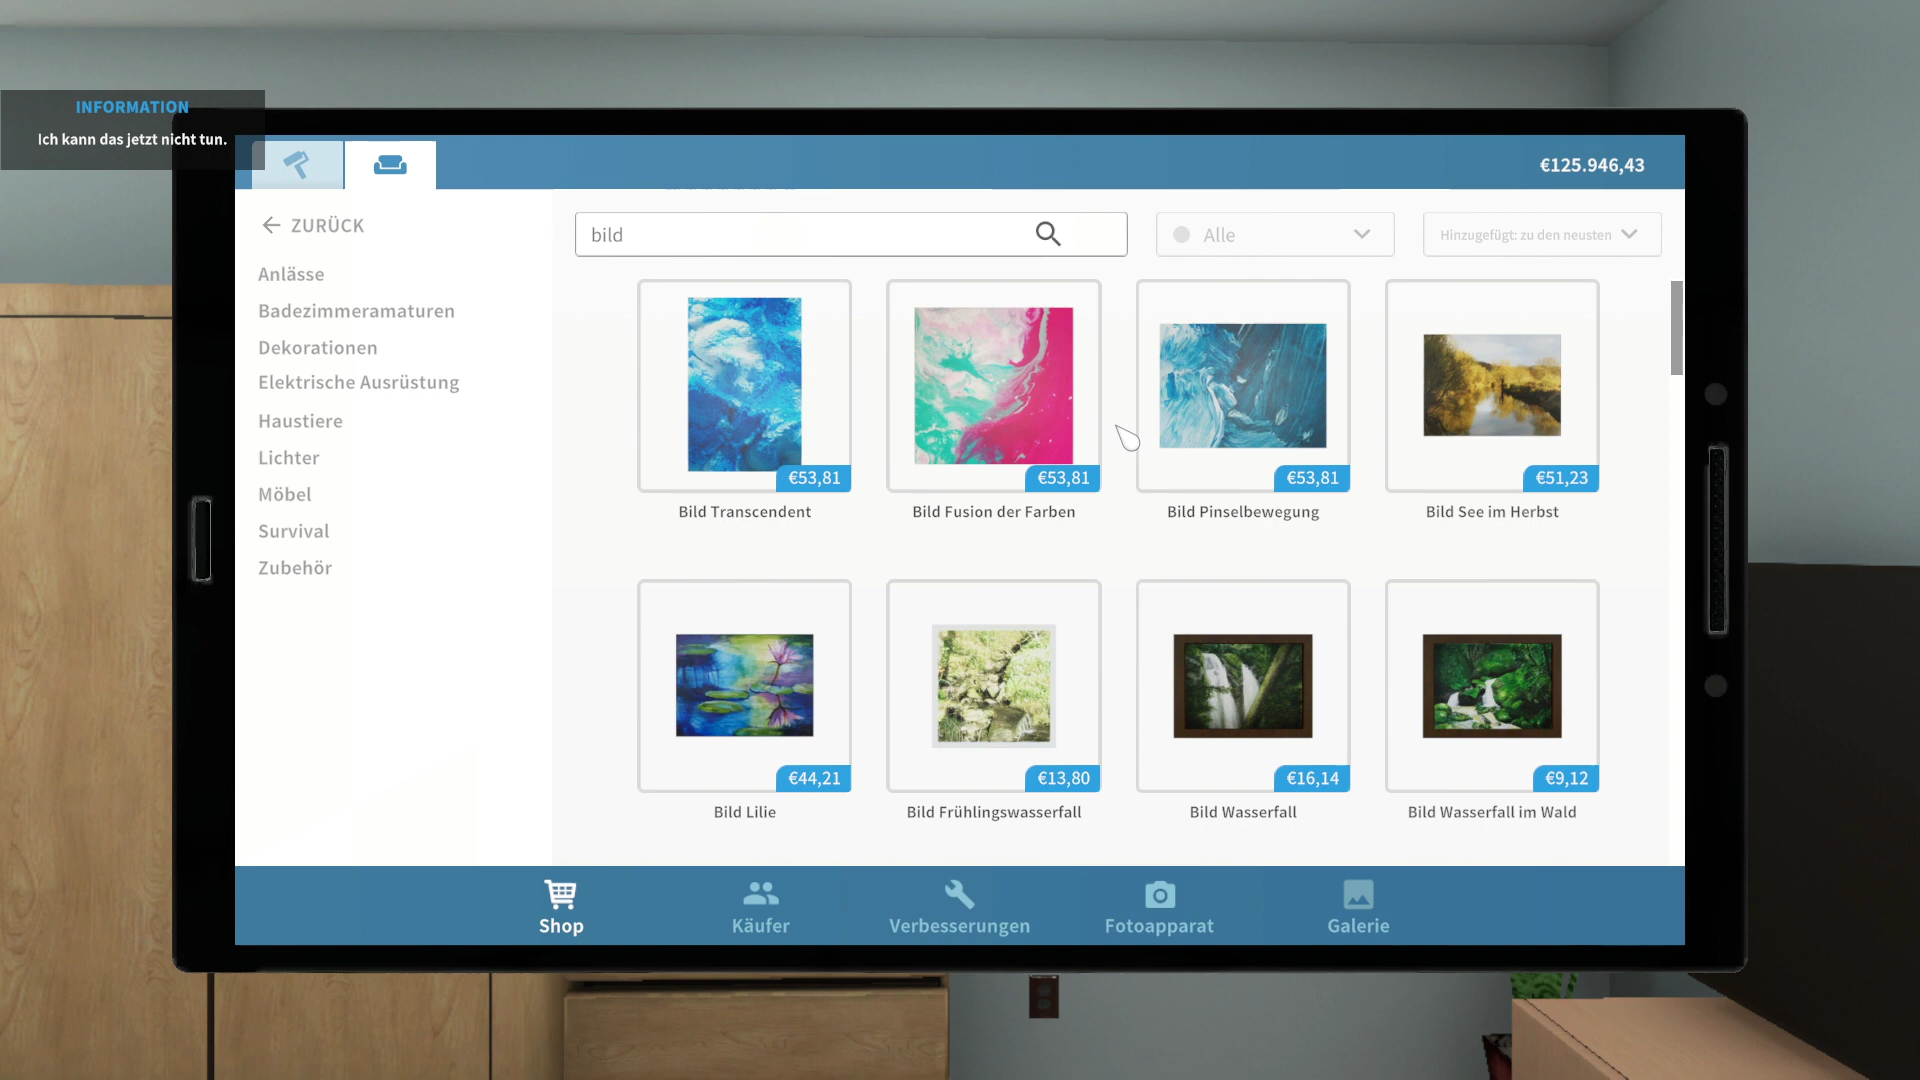 INFORMATION
Ich kann das jetzt nicht tun.
€125.946,43
ZURÜCK
Anlässe
Badezimmeramaturen
Dekorationen
Elektrische Ausrüstung
Haustiere
Lichter
Möbel
Survival
Zubehör
bild
Alle
Hinzugefügt: zu den neusten
€53,81
€53,81
€53,81
€51,23
Bild Transcendent
Bild Fusion der Farben
Bild Pinselbewegung
Bild See im Herbst
€44,21
€13,80
€16,14
€9,12
Bild Lilie
Bild Frühlingswasserfall
Bild Wasserfall
Bild Wasserfall im Wald
Shop
Käufer
Verbesserungen
Fotoapparat
Galerie